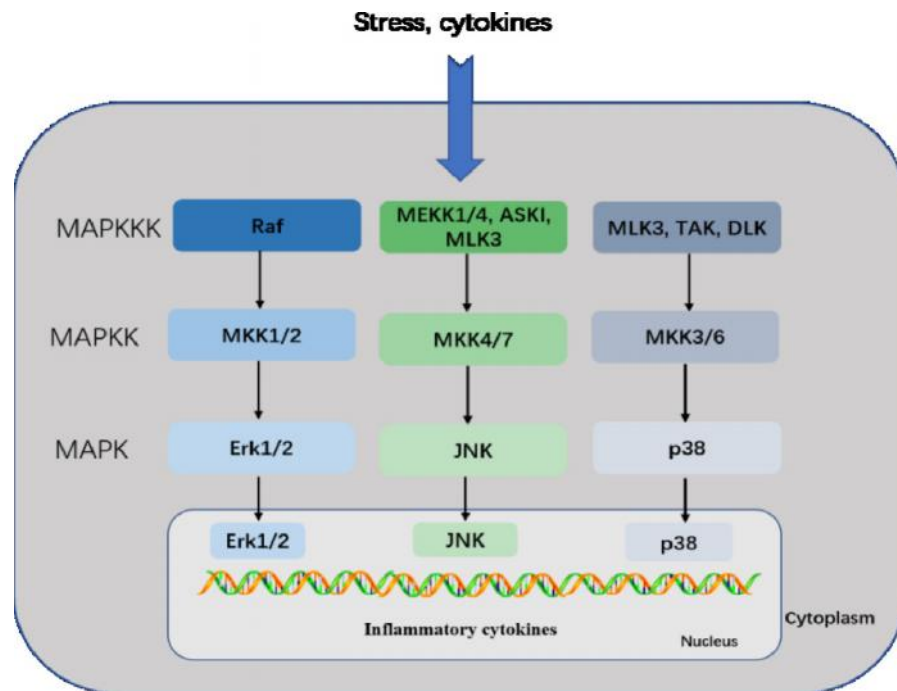 Stress, cytokines
MAPKKK
Raf
MEKK1/4, ASKI,
MLK3
MLK3, TAK, DLK
MAPKK
MKK1/2
MKK4/7
MKK3/6
MAPK
Erk1/2
JNK
p38
Erk1/2
JNK
p38
Inflammatory cytokines
Nucleus
Cytoplasm